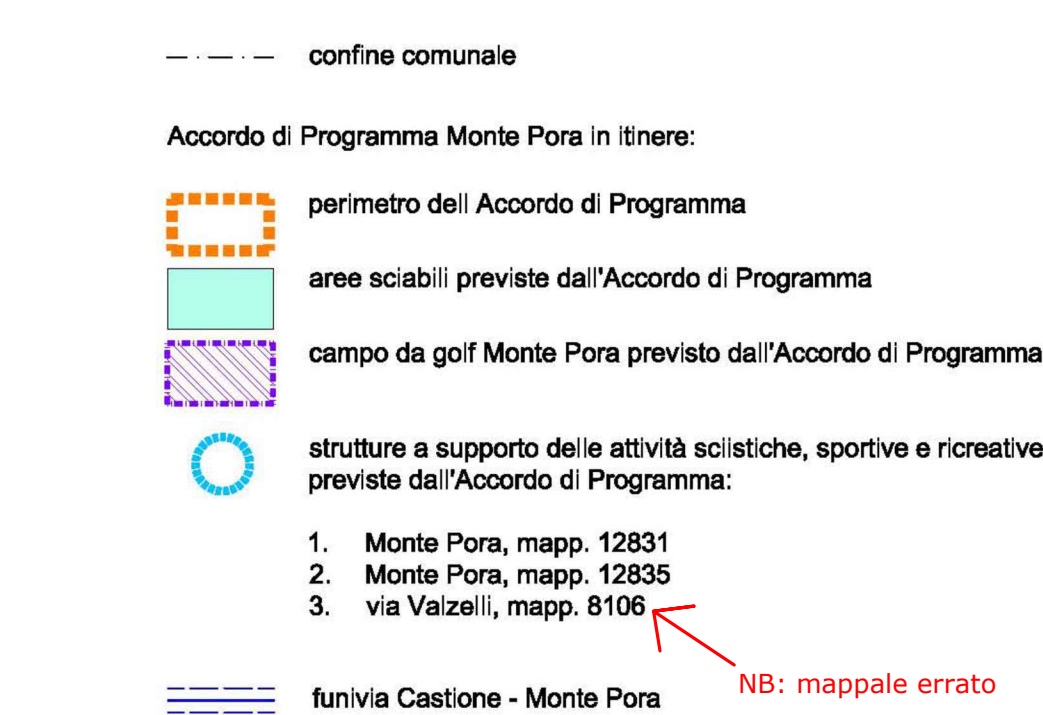 confine comunale
Accordo di Programma Monte Pora in itinere:
perimetro dell Accordo di Programma
aree sciabili previste dall'Accordo di Programma
campo da golf Monte Pora previsto dall'Accordo di Programma
strutture a supporto delle attività sciistiche, sportive e ricreative
previste dall'Accordo di Programma:
1. Monte Pora, mapp. 12831
2. Monte Pora, mapp. 12835
3. via Valzelli, mapp. 8106
NB: mappale errato
funivia Castione - Monte Pora